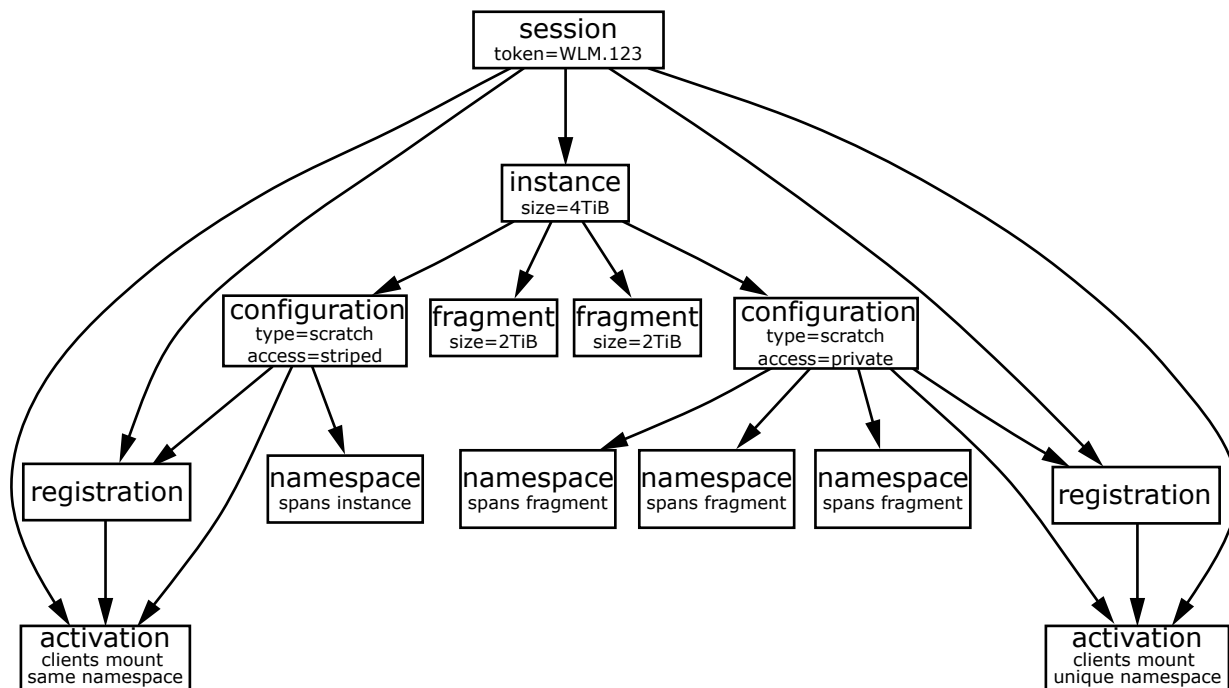 session
token=WLM.123
instance
size=4TiB
configuration
type=scratch
access=striped
fragment
size=2TiB
fragment
size=2TiB
configuration
type=scratch
access=private
registration
namespace
spans instance
namespace
spans fragment
namespace
spans fragment
namespace
spans fragment
registration
activation
clients mount
same namespace
activation
clients mount
unique namespace